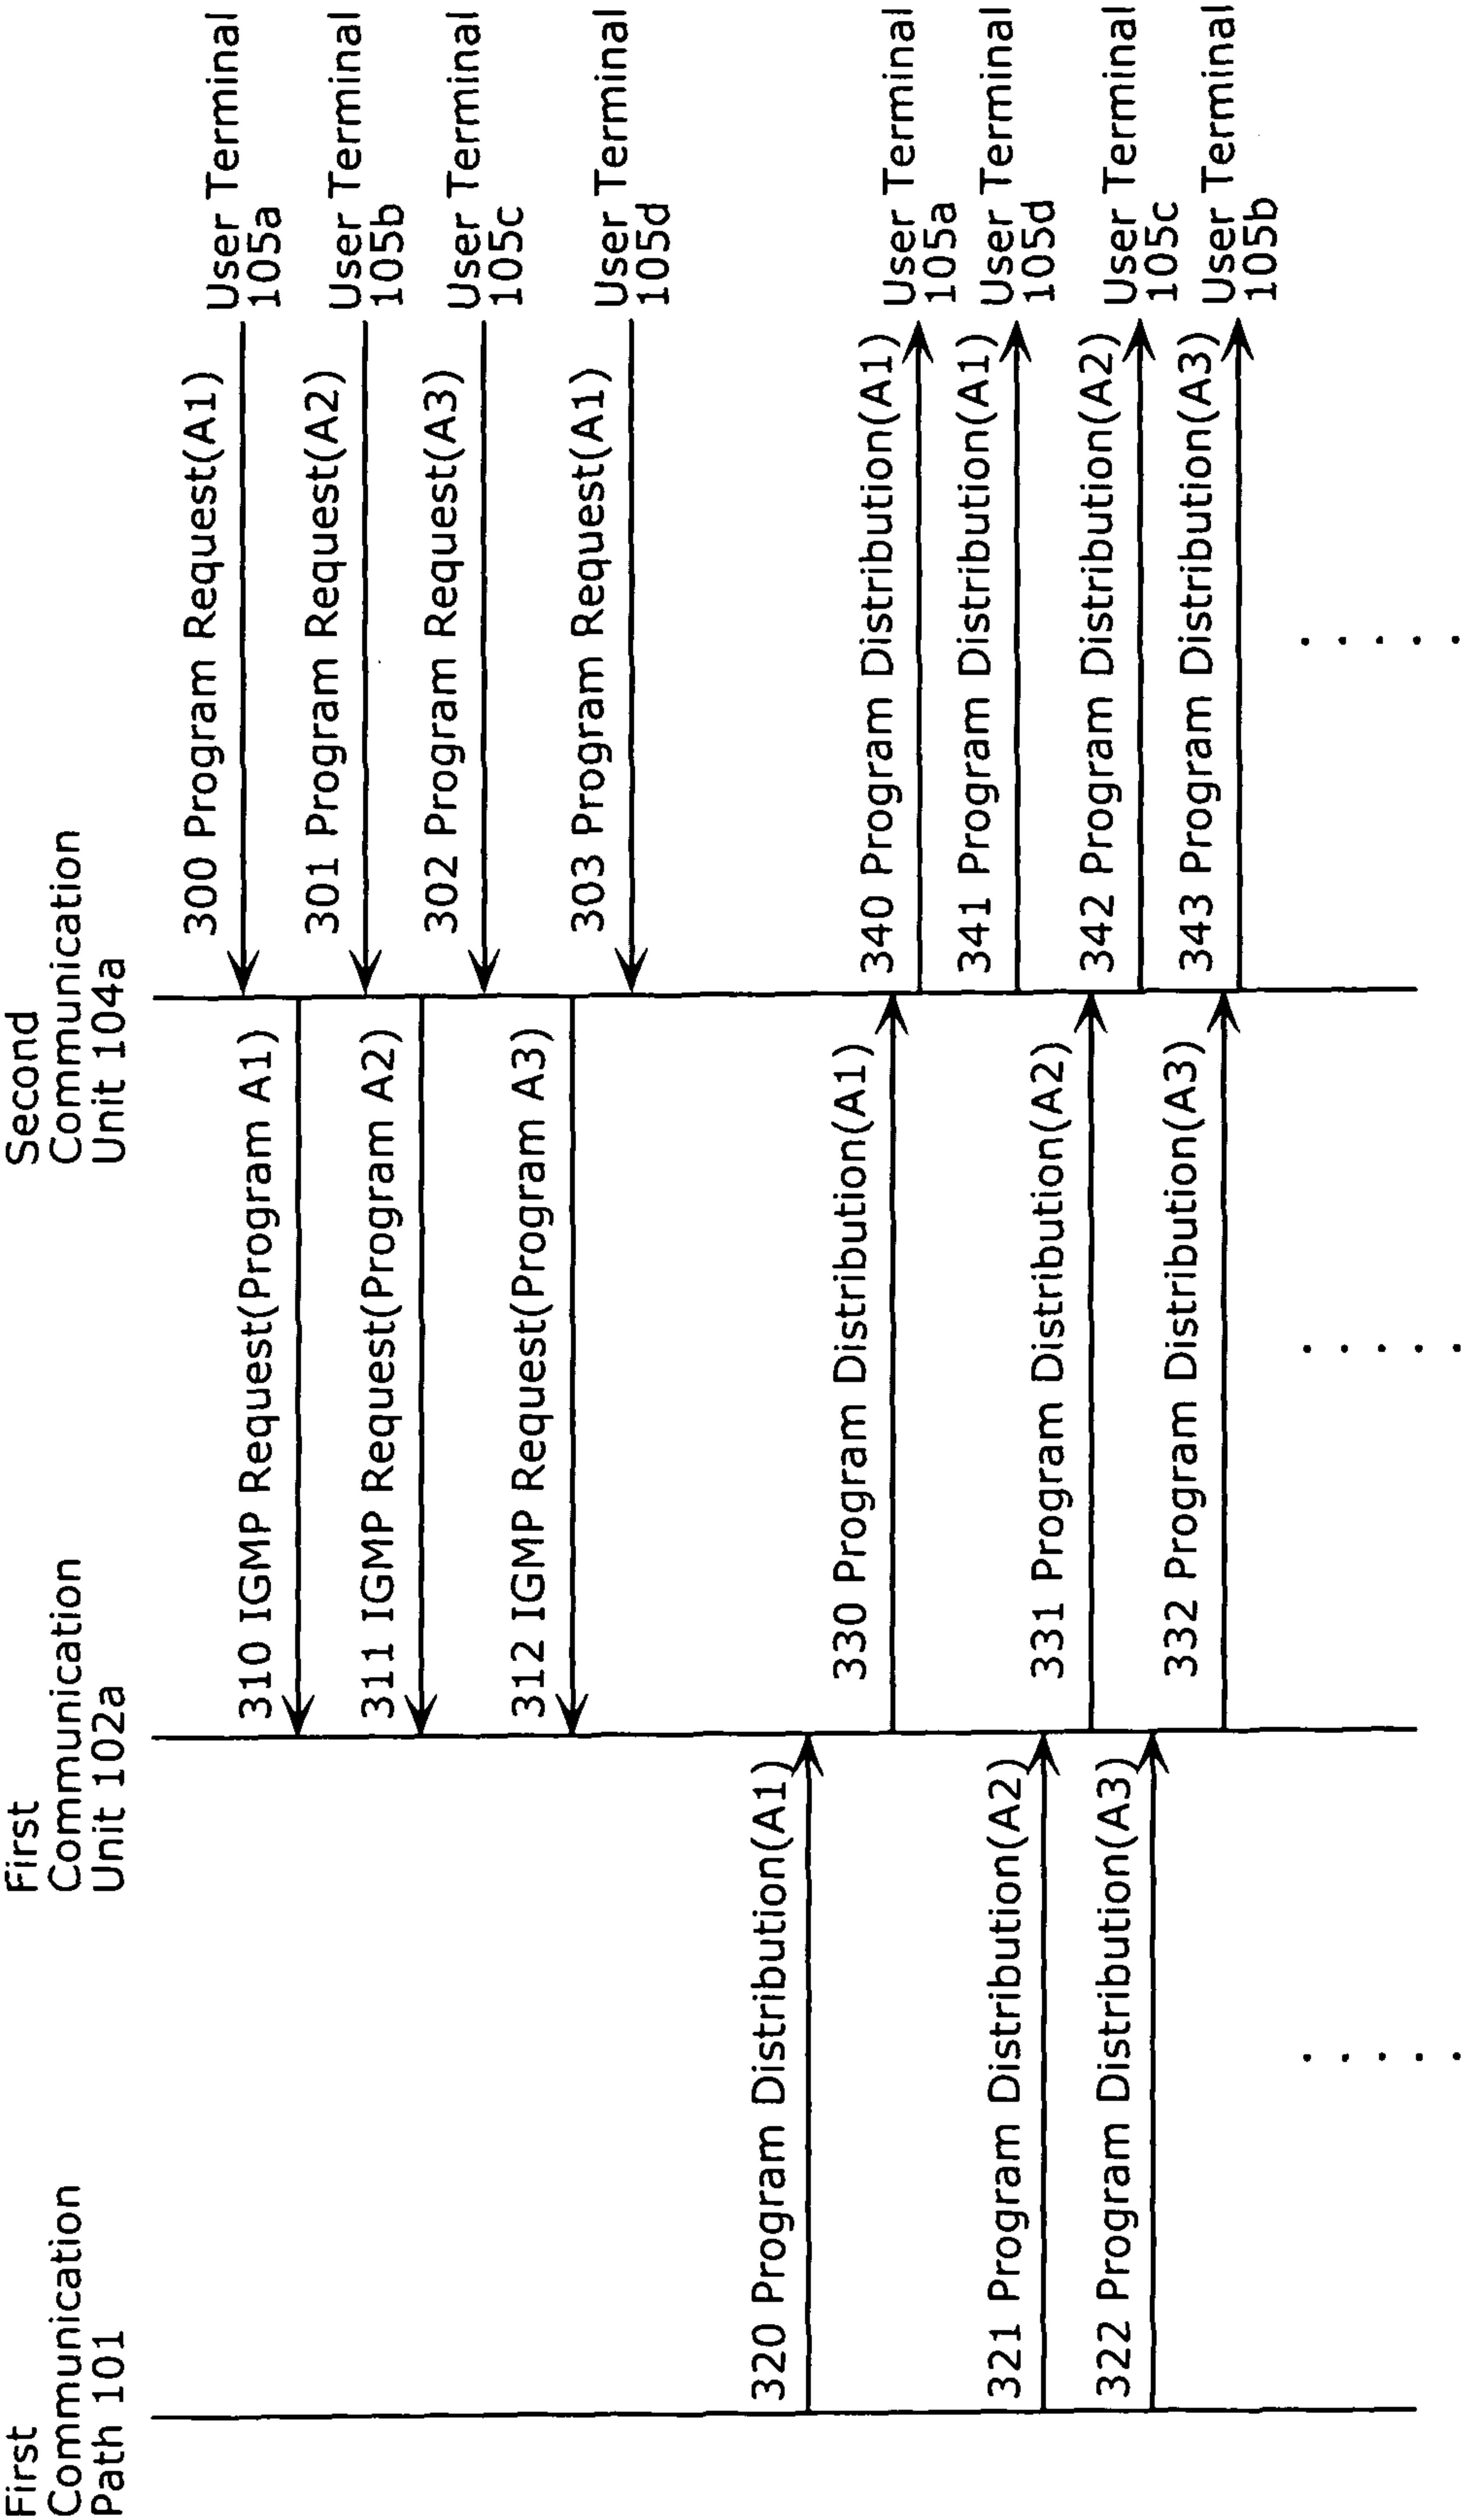 First
Communication
Path 101
First
Communication
Unit 102a
Second
Communication
Unit 104a
300 Program Request(A1)
User Terminal
105a
310 IGMP Request(Program A1)
301 Program Request(A2)
User Terminal
105b
311 IGMP Request(Program A2)
302 Program Request(A3)
User Terminal
105c
312 IGMP Request(Program A3)
303 Program Request(A1)
User Terminal
105d
320 Program Distribution(A1)
330 Program Distribution(A1)
340 Program Distribution(A1)
User Terminal
105a
341 Program Distribution(A1)
User Terminal
105d
321 Program Distribution(A2)
331 Program Distribution(A2)
342 Program Distribution(A2)
User Terminal
105c
322 Program Distribution(A3)
332 Program Distribution(A3)
343 Program Distribution(A3)
User Terminal
105b
.....
.....
.....